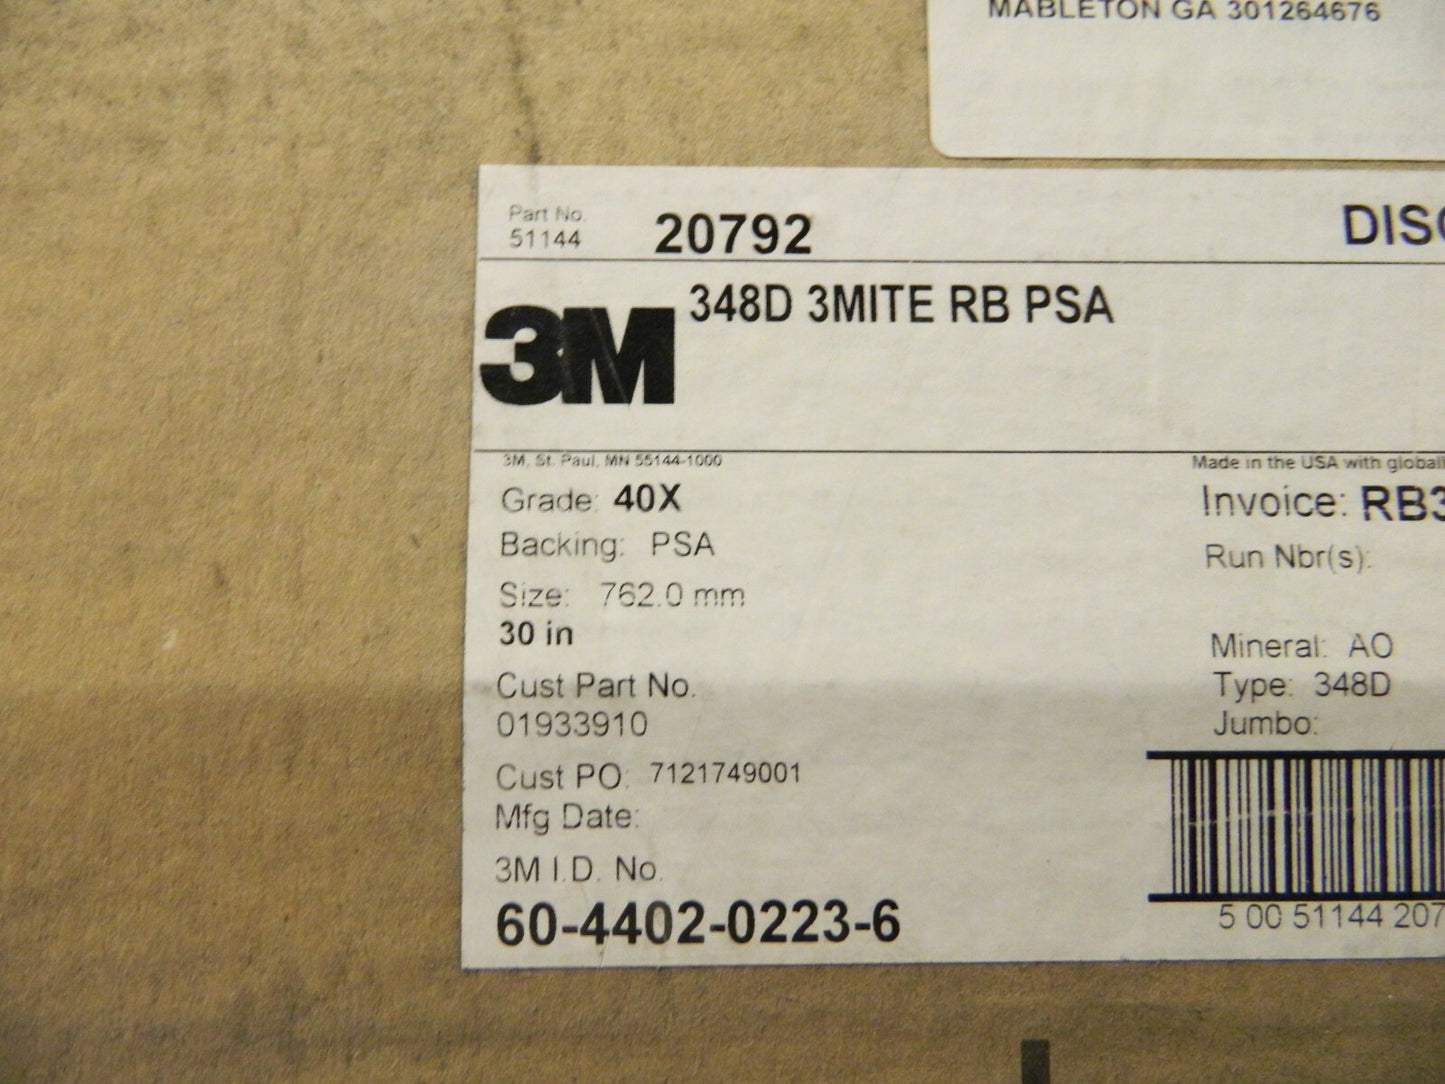 MABLETON GA 301264676
Part No.
51144 20792 DISC
348D 3MITE RB PSA
3M
3M, St. Paul, MN 55144-1000 Made in the USA with globall
Grade: 40X Invoice: RB3
Backing: PSA Run Nbr(s):
Size: 762.0 mm
30 in Mineral: AO
Cust Part No. Type: 348D
01933910 Jumbo:
Cust PO: 7121749001
Mfg Date:
3M I.D. No.
60-4402-0223-6 5 00 51144 207